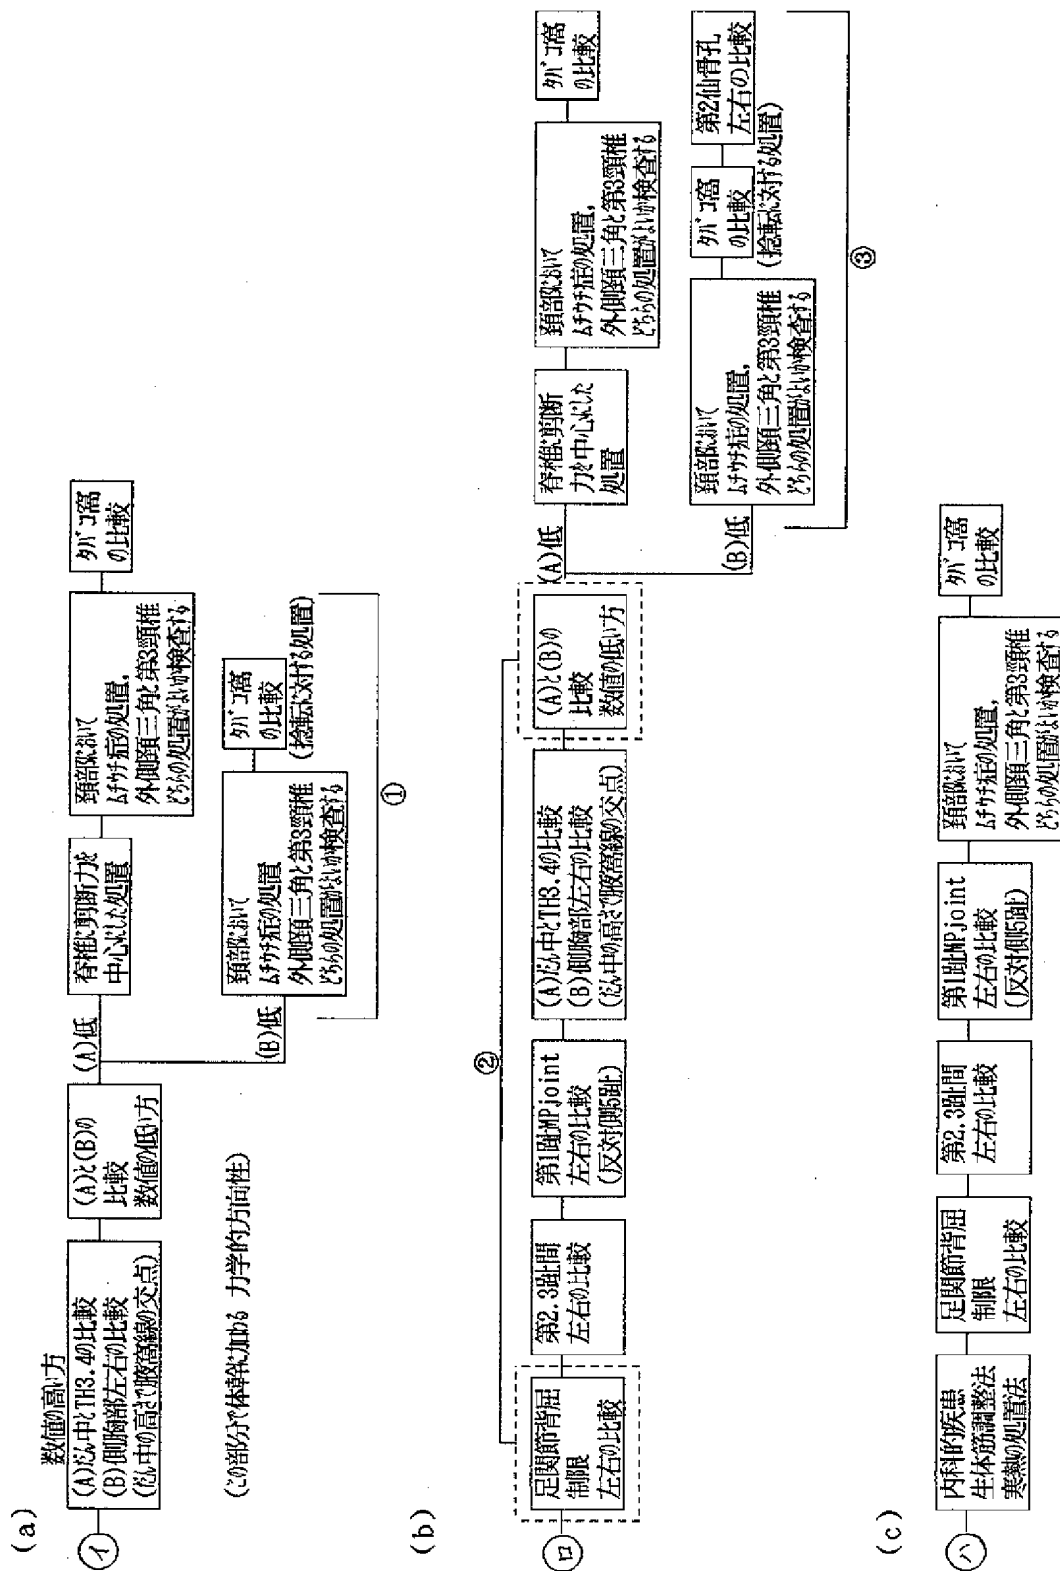 (a)
数値の高い方
イ
(A)だん中とTH3.4の比較
(B)側胸部左右の比較
(だん中の高さで腋窩線の交点)
(A)と(B)の
比較
数値の低い方
(A)低
脊椎に剪断力を
中心にした処置
頚部において
ムチウチ症の処置,
外側頚三角と第3頚椎
どちらの処置がよいか検査する
タバコ窩
の比較
(B)低
頚部において
ムチウチ症の処置,
外側頚三角と第3頚椎
どちらの処置がよいか検査する
タバコ窩
の比較
(捻転に対する処置)
①
(この部分で体幹に加わる 力学的方向性)
(b)
ロ
足関節背屈
制限
左右の比較
第2.3趾間
左右の比較
第1趾MPjoint
左右の比較
(反対側5趾)
(A)だん中とTH3.4の比較
(B)側胸部左右の比較
(だん中の高さで腋窩線の交点)
(A)と(B)の
比較
数値の低い方
②
(A)低
脊椎に剪断
力を中心にした
処置
頚部において
ムチウチ症の処置,
外側頚三角と第3頚椎
どちらの処置がよいか検査する
タバコ窩
の比較
(B)低
頚部において
ムチウチ症の処置,
外側頚三角と第3頚椎
どちらの処置がよいか検査する
タバコ窩
の比較
(捻転に対する処置)
第2仙骨孔
左右の比較
③
(c)
ハ
内科的疾患
生体筋調整法
寒熱の処置法
足関節背屈
制限
左右の比較
第2.3趾間
左右の比較
第1趾MPjoint
左右の比較
(反対側5趾)
頚部において
ムチウチ症の処置,
外側頚三角と第3頚椎
どちらの処置がよいか検査する
タバコ窩
の比較